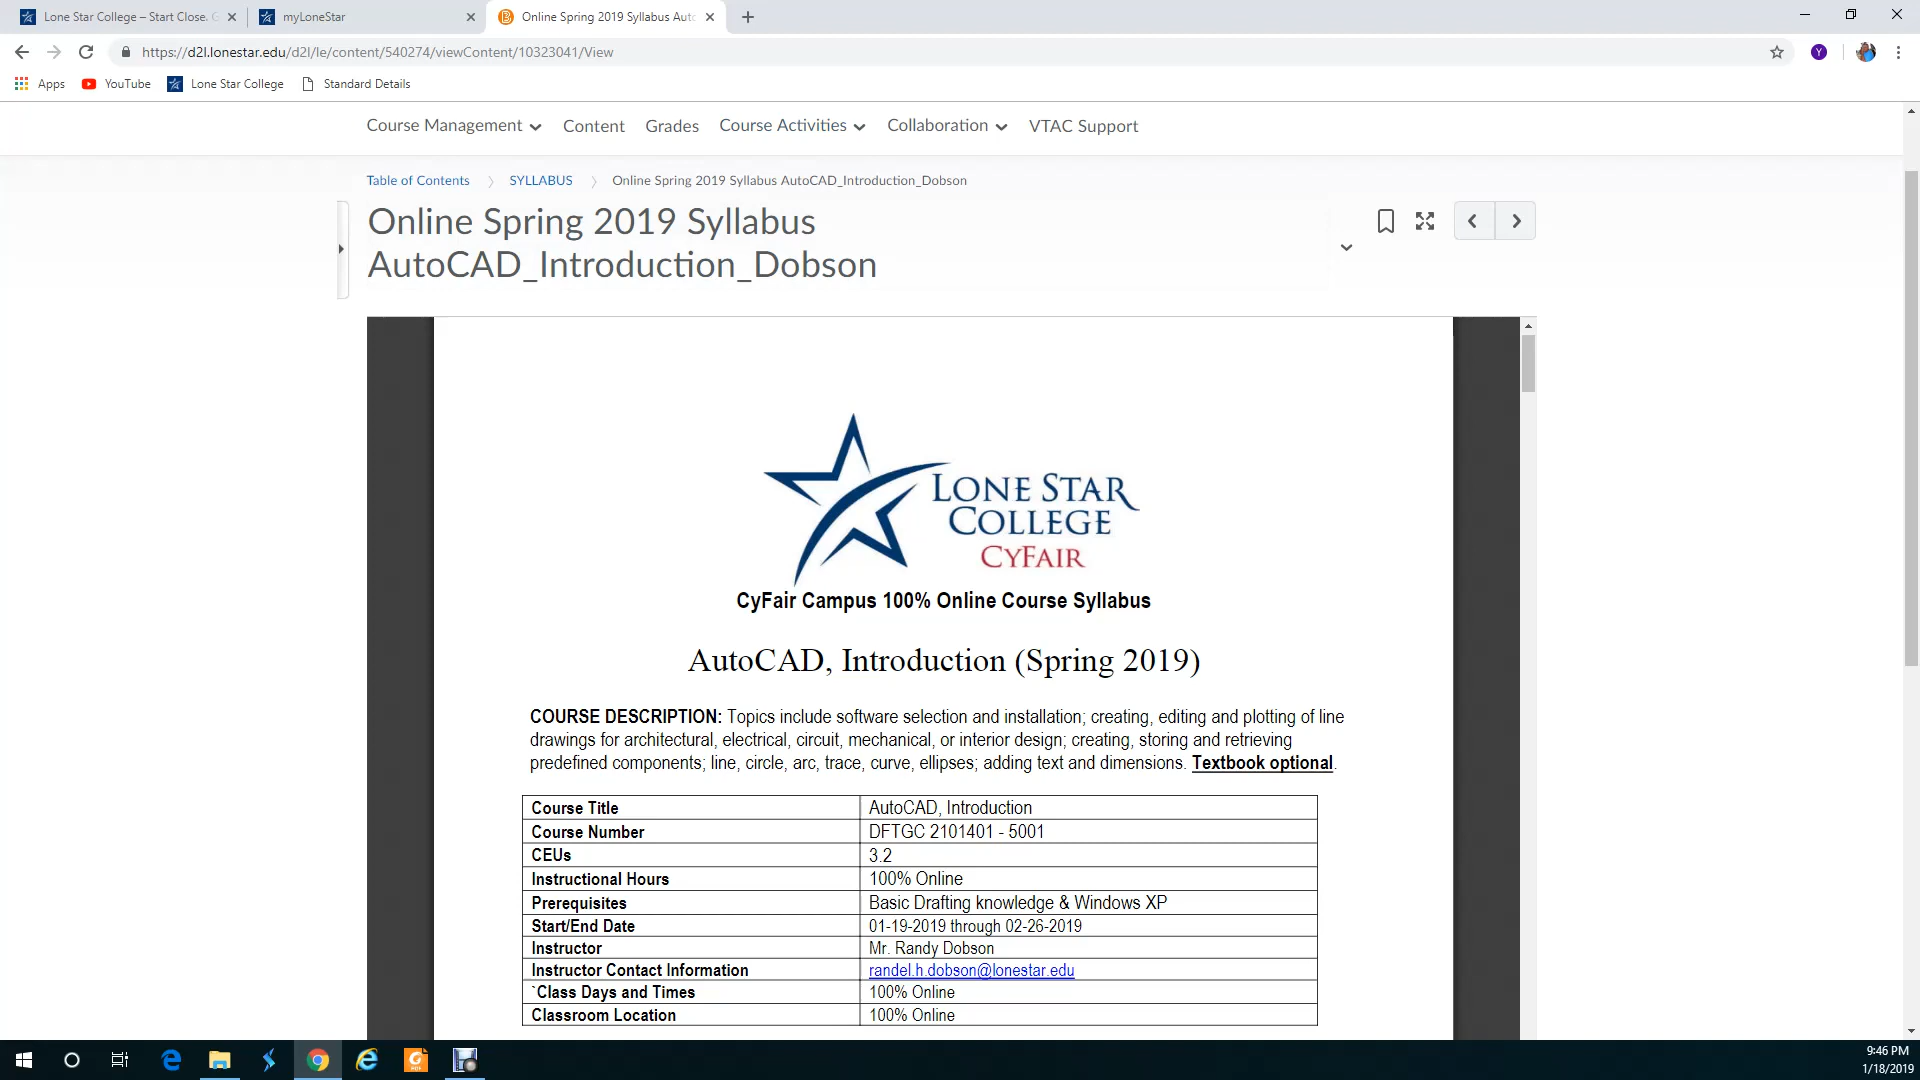 Lone Star College – Start Close. G
myLoneStar
Online Spring 2019 Syllabus Auto
https://d2l.lonestar.edu/d2l/le/content/540274/viewContent/10323041/View
Y
Apps
YouTube
Lone Star College
Standard Details
Course Management
Content
Grades
Course Activities
Collaboration
VTAC Support
Table of Contents
SYLLABUS
Online Spring 2019 Syllabus AutoCAD_Introduction_Dobson
Online Spring 2019 Syllabus
AutoCAD_Introduction_Dobson
LONE STAR
COLLEGE
CYFAIR
CyFair Campus 100% Online Course Syllabus
AutoCAD, Introduction (Spring 2019)
COURSE DESCRIPTION: Topics include software selection and installation; creating, editing and plotting of line
drawings for architectural, electrical, circuit, mechanical, or interior design; creating, storing and retrieving
predefined components; line, circle, arc, trace, curve, ellipses; adding text and dimensions. Textbook optional.
Course Title AutoCAD, Introduction
Course Number DFTGC 2101401 - 5001
CEUs 3.2
Instructional Hours 100% Online
Prerequisites Basic Drafting knowledge & Windows XP
Start/End Date 01-19-2019 through 02-26-2019
Instructor Mr. Randy Dobson
Instructor Contact Information randel.h.dobson@lonestar.edu
`Class Days and Times 100% Online
Classroom Location 100% Online
9:46 PM
1/18/2019